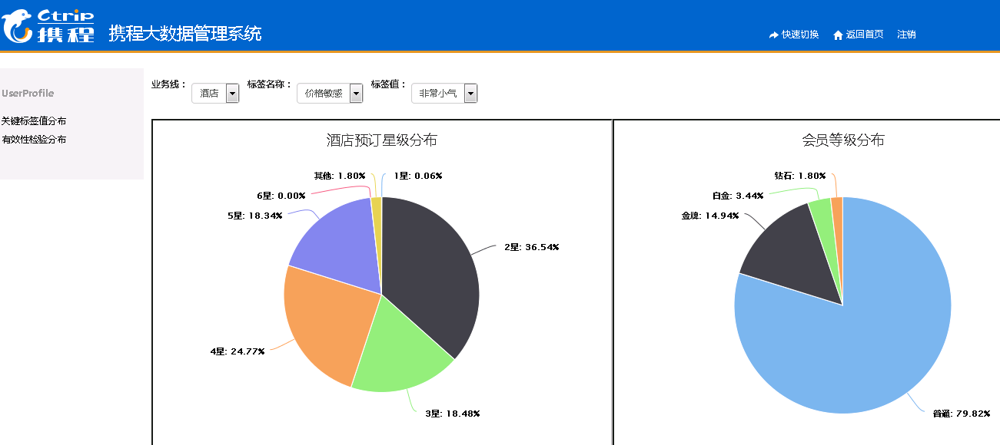 Ctrip
携程
携程大数据管理系统
快速切换 返回首页 注销
UserProfile
关键标签值分布
有效性检验分布
业务线： 酒店 标签名称： 价格敏感 标签值： 非常小气
酒店预订星级分布
其他: 1.80%
1星: 0.06%
6星: 0.00%
5星: 18.34%
2星: 36.54%
4星: 24.77%
3星: 18.48%
会员等级分布
钻石: 1.80%
白金: 3.44%
金牌: 14.94%
普通: 79.82%